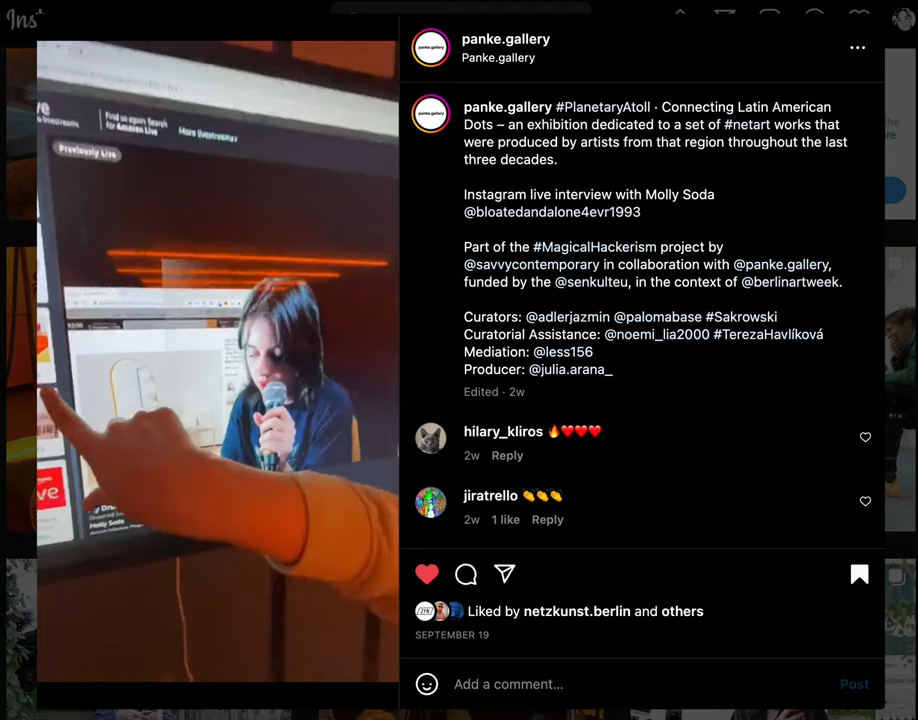 Ins
panke.gallery
Panke.gallery
panke.gallery #PlanetaryAtoll · Connecting Latin American
Dots – an exhibition dedicated to a set of #netart works that
were produced by artists from that region throughout the last
three decades.
Instagram live interview with Molly Soda
@bloatedandalone4evr1993
Part of the #MagicalHackerism project by
@savvycontemporary in collaboration with @panke.gallery,
funded by the @senkulteu, in the context of @berlinartweek.
Curators: @adlerjazmin @palomabase #Sakrowski
Curatorial Assistance: @noemi_lia2000 #TerezaHavlíková
Mediation: @less156
Producer: @julia.arana_
Edited · 2w
hilary_kliros 🔥❤️❤️❤️
2w Reply
jiratrello 👏👏👏
2w 1 like Reply
Liked by netzkunst.berlin and others
SEPTEMBER 19
Add a comment... Post
ve
Find us again: Search
for Amazon Live
More livestreams
Previously Live
ve
Molly Soda